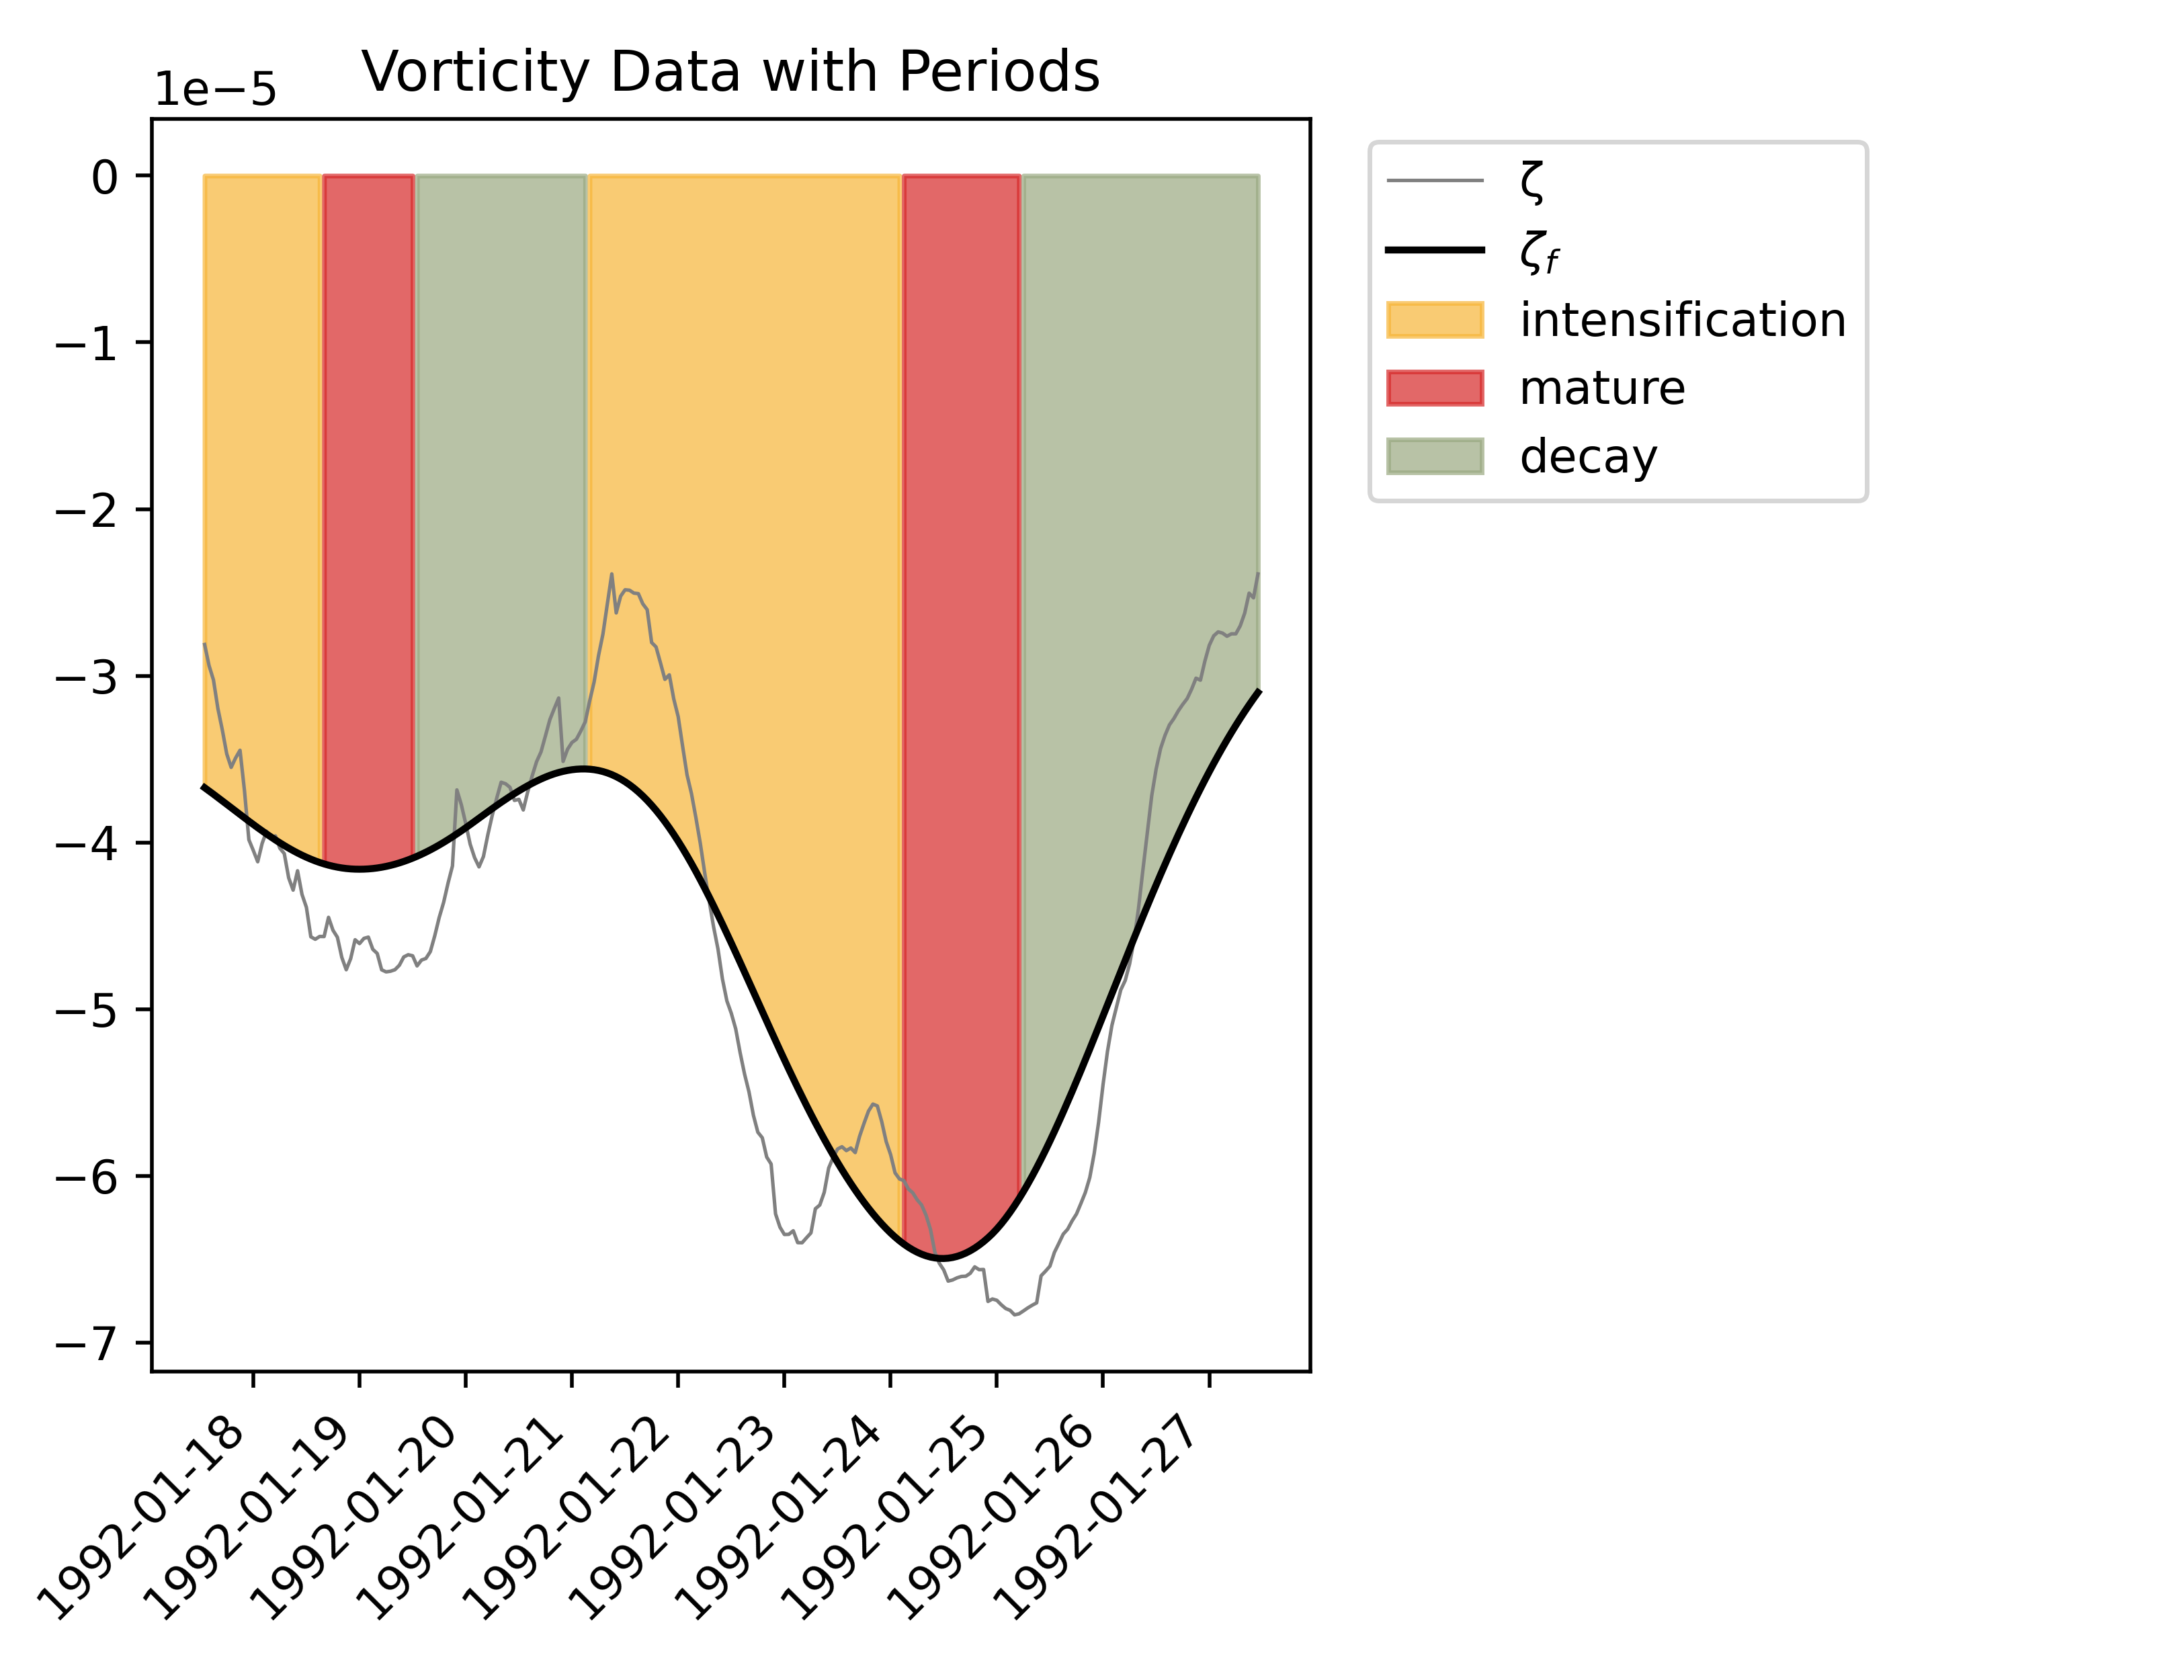 Vorticity Data with Periods
1e−5
0
−1
−2
−3
−4
−5
−6
−7
1992-01-18
1992-01-19
1992-01-20
1992-01-21
1992-01-22
1992-01-23
1992-01-24
1992-01-25
1992-01-26
1992-01-27
ζ
ζf
intensification
mature
decay